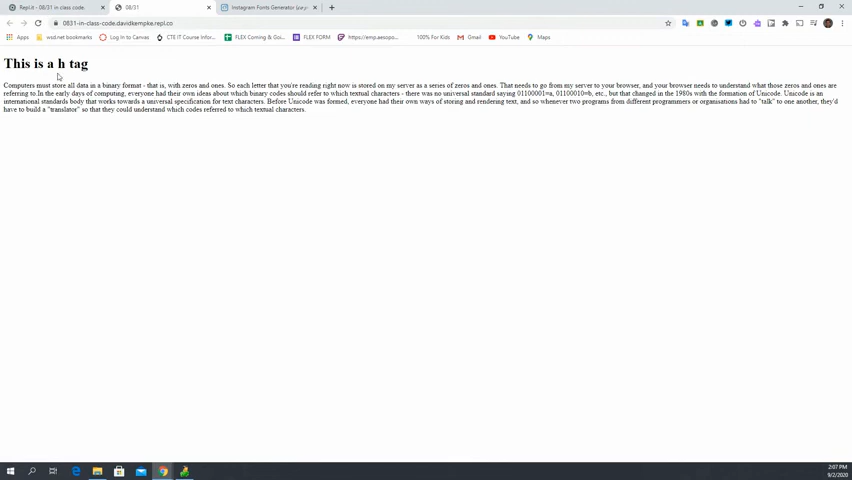 Repl.it - 08/31 in class code.
08/31
Instagram Fonts Generator
0831-in-class-code.davidkempke.repl.co
Apps
wsd.net bookmarks
Log In to Canvas
CTE IT Course Infor...
FLEX Coming & Goi...
FLEX FORM
https://emp.aesopo...
100% For Kids
Gmail
YouTube
Maps
This is a h tag
Computers must store all data in a binary format - that is, with zeros and ones. So each letter that you're reading right now is stored on my server as a series of zeros and ones. That needs to go from my server to your browser, and your browser needs to understand what those zeros and ones are
referring to.In the early days of computing, everyone had their own ideas about which binary codes should refer to which textual characters - there was no universal standard saying 01100001=a, 01100010=b, etc., but that changed in the 1980s with the formation of Unicode. Unicode is an
international standards body that works towards a universal specification for text characters. Before Unicode was formed, everyone had their own ways of storing and rendering text, and so whenever two programs from different programmers or organisations had to "talk" to one another, they'd
have to build a "translator" so that they could understand which codes referred to which textual characters.
2:07 PM
9/2/2020